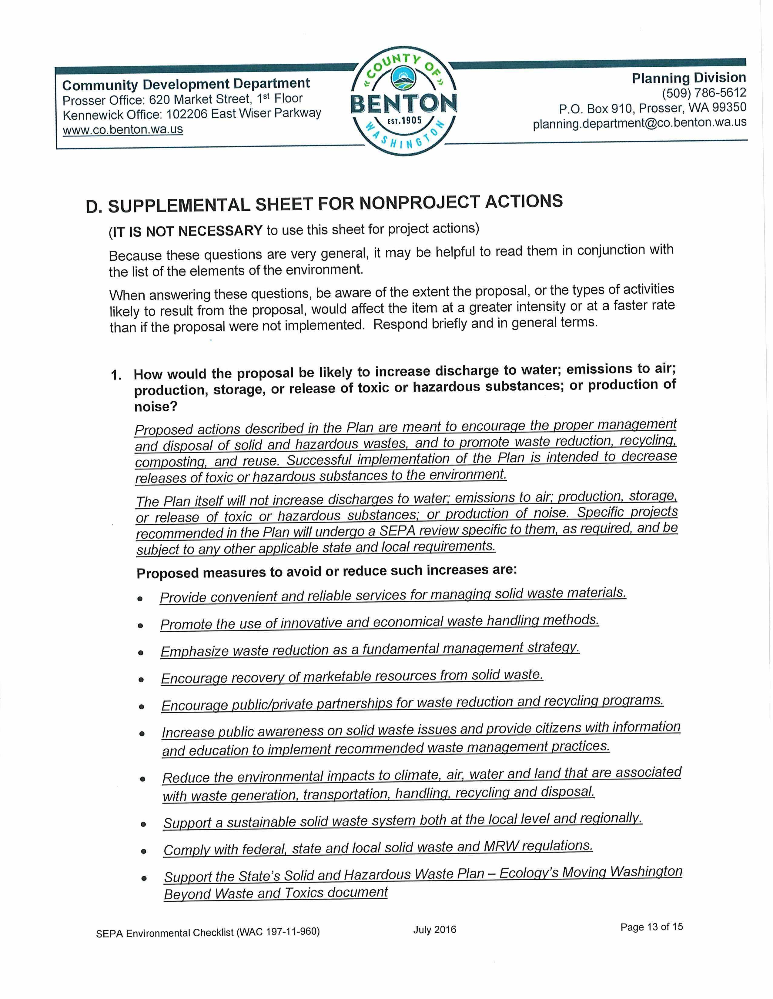 Community Development Department
Prosser Office: 620 Market Street, 1st Floor
Kennewick Office: 102206 East Wiser Parkway
www.co.benton.wa.us
COUNTY OF
BENTON
EST.1905
WASHINGTON
Planning Division
(509) 786-5612
P.O. Box 910, Prosser, WA 99350
planning.department@co.benton.wa.us
D. SUPPLEMENTAL SHEET FOR NONPROJECT ACTIONS
(IT IS NOT NECESSARY to use this sheet for project actions)
Because these questions are very general, it may be helpful to read them in conjunction with
the list of the elements of the environment.
When answering these questions, be aware of the extent the proposal, or the types of activities
likely to result from the proposal, would affect the item at a greater intensity or at a faster rate
than if the proposal were not implemented. Respond briefly and in general terms.
1. How would the proposal be likely to increase discharge to water; emissions to air;
production, storage, or release of toxic or hazardous substances; or production of
noise?
Proposed actions described in the Plan are meant to encourage the proper management
and disposal of solid and hazardous wastes, and to promote waste reduction, recycling,
composting, and reuse. Successful implementation of the Plan is intended to decrease
releases of toxic or hazardous substances to the environment.
The Plan itself will not increase discharges to water; emissions to air; production, storage,
or release of toxic or hazardous substances; or production of noise. Specific projects
recommended in the Plan will undergo a SEPA review specific to them, as required, and be
subject to any other applicable state and local requirements.
Proposed measures to avoid or reduce such increases are:
• Provide convenient and reliable services for managing solid waste materials.
• Promote the use of innovative and economical waste handling methods.
• Emphasize waste reduction as a fundamental management strategy.
• Encourage recovery of marketable resources from solid waste.
• Encourage public/private partnerships for waste reduction and recycling programs.
• Increase public awareness on solid waste issues and provide citizens with information
and education to implement recommended waste management practices.
• Reduce the environmental impacts to climate, air, water and land that are associated
with waste generation, transportation, handling, recycling and disposal.
• Support a sustainable solid waste system both at the local level and regionally.
• Comply with federal, state and local solid waste and MRW regulations.
• Support the State's Solid and Hazardous Waste Plan – Ecology's Moving Washington
Beyond Waste and Toxics document
SEPA Environmental Checklist (WAC 197-11-960) July 2016 Page 13 of 15